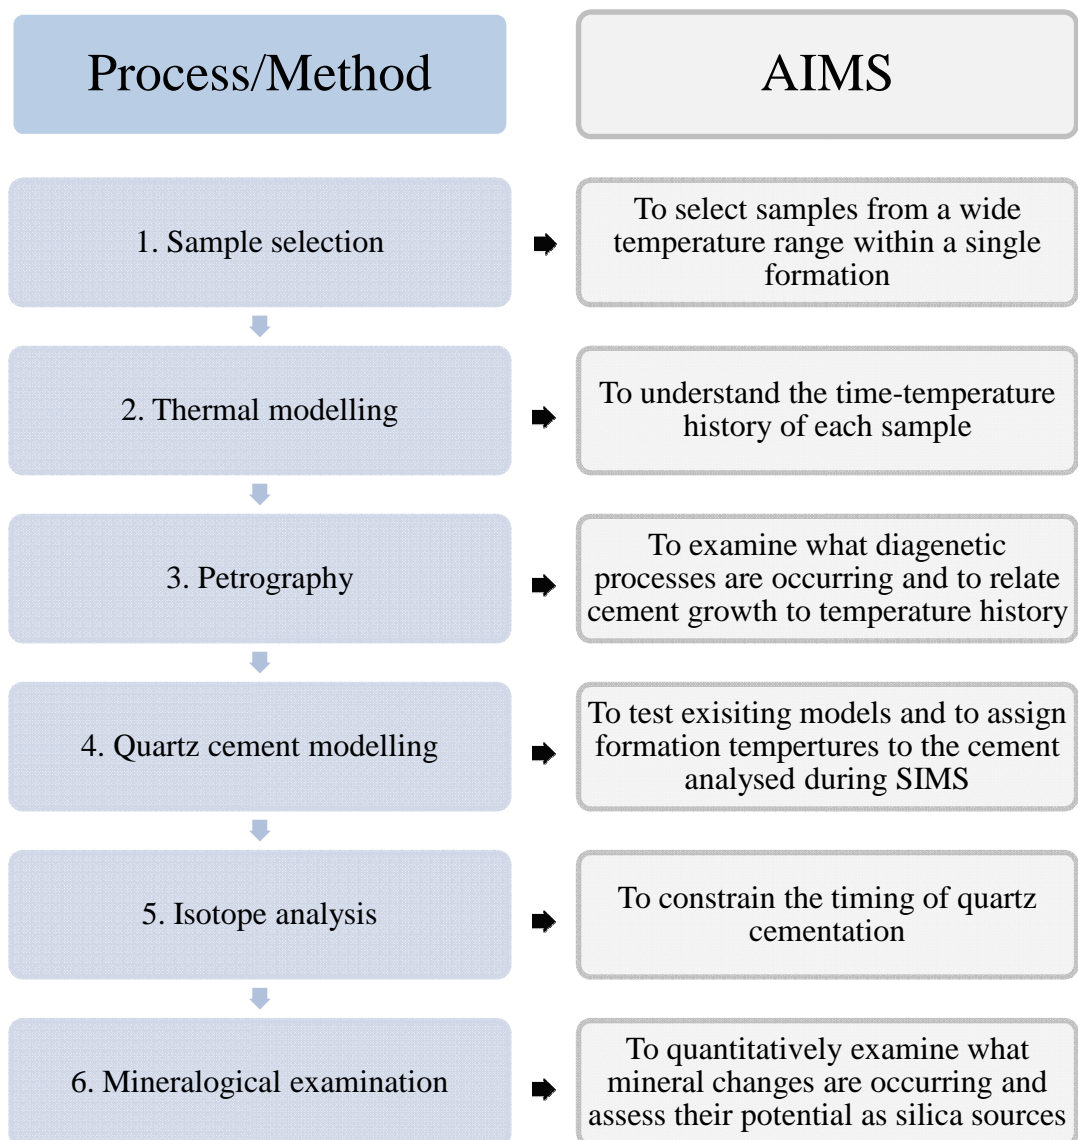 Process/Method
AIMS
1. Sample selection
To select samples from a wide
temperature range within a single
formation
2. Thermal modelling
To understand the time-temperature
history of each sample
3. Petrography
To examine what diagenetic
processes are occurring and to relate
cement growth to temperature history
4. Quartz cement modelling
To test exisiting models and to assign
formation tempertures to the cement
analysed during SIMS
5. Isotope analysis
To constrain the timing of quartz
cementation
6. Mineralogical examination
To quantitatively examine what
mineral changes are occurring and
assess their potential as silica sources